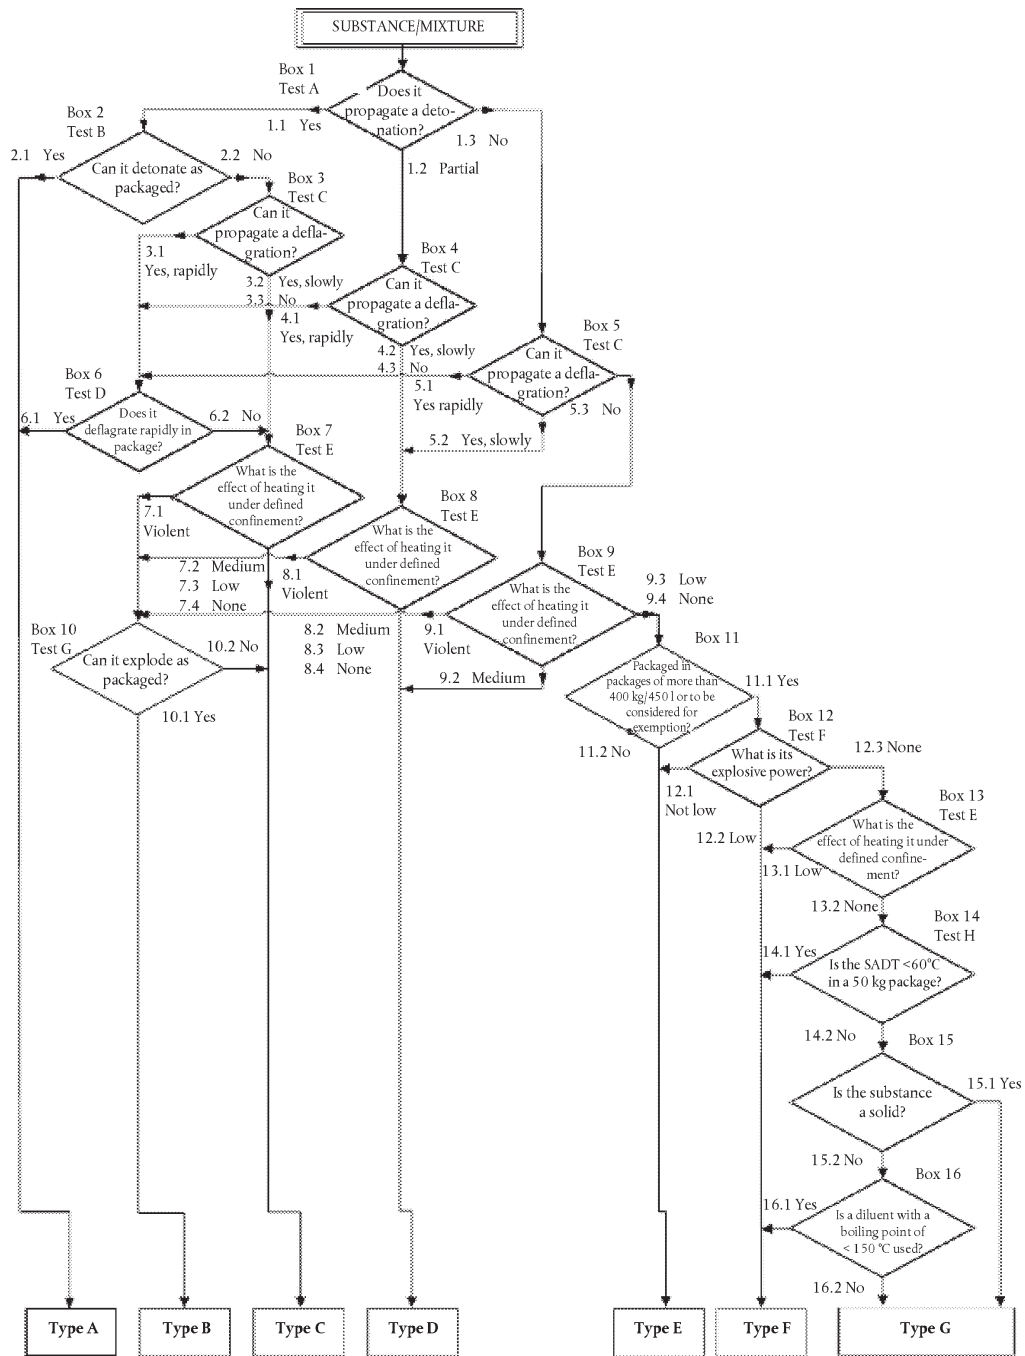 SUBSTANCE/MIXTURE
Box 1
Test A
Does it
propagate a deto-
nation?
1.1 Yes
1.3 No
1.2 Partial
Box 2
Test B
2.1 Yes
2.2 No
Can it detonate as
packaged?
Box 3
Test C
Can it
propagate a defla-
gration?
3.1
Yes, rapidly
3.2 Yes, slowly
3.3 No
Box 4
Test C
Can it
propagate a defla-
gration?
4.1
Yes, rapidly
4.2 Yes, slowly
4.3 No
Box 5
Test C
Can it
propagate a defla-
gration?
5.1
Yes rapidly
5.3 No
5.2 Yes, slowly
Box 6
Test D
6.1 Yes
6.2 No
Does it
deflagrate rapidly in
package?
Box 7
Test E
What is the
effect of heating it
under defined
confinement?
7.1
Violent
7.2 Medium
7.3 Low
7.4 None
Box 8
Test E
What is the
effect of heating it
under defined
confinement?
8.1
Violent
8.2 Medium
8.3 Low
8.4 None
Box 9
Test E
What is the
effect of heating it
under defined
confinement?
9.1
Violent
9.2 Medium
9.3 Low
9.4 None
Box 10
Test G
10.2 No
Can it explode as
packaged?
10.1 Yes
Box 11
Packaged in
packages of more than
400 kg/450 l or to be
considered for
exemption?
11.1 Yes
11.2 No
Box 12
Test F
What is its
explosive power?
12.3 None
12.1
Not low
12.2 Low
Box 13
Test E
What is the
effect of heating it under
defined confine-
ment?
13.1 Low
13.2 None
Box 14
Test H
14.1 Yes
Is the SADT <60°C
in a 50 kg package?
14.2 No
Box 15
Is the substance
a solid?
15.1 Yes
15.2 No
Box 16
16.1 Yes
Is a diluent with a
boiling point of
< 150 °C used?
16.2 No
Type A
Type B
Type C
Type D
Type E
Type F
Type G